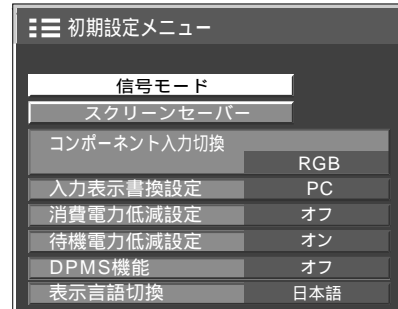 初期設定メニュー
信号モード
スクリーンセーバー
コンポーネント入力切換
RGB
入力表示書換設定 PC
消費電力低減設定 オフ
待機電力低減設定 オン
DPMS機能 オフ
表示言語切換 日本語